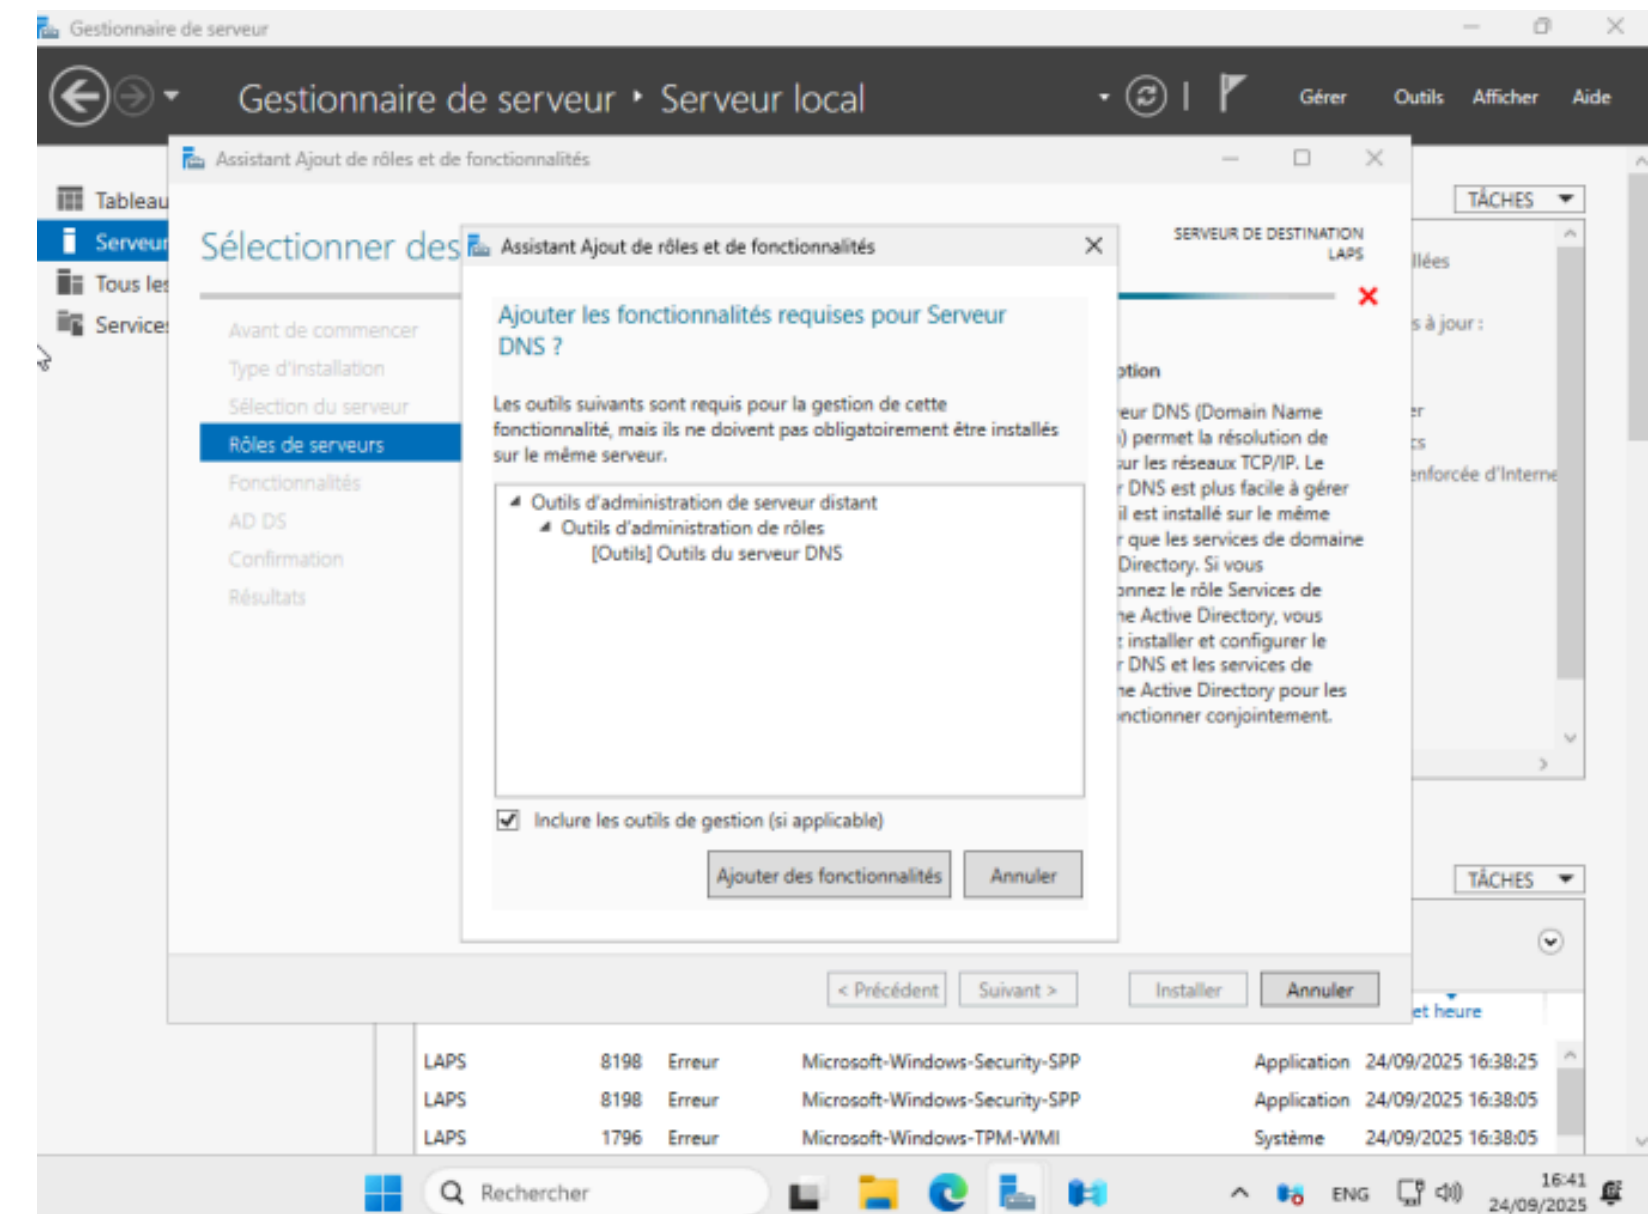 Gestionnaire de serveur
Gestionnaire de serveur ‣ Serveur local
Gérer Outils Afficher Aide
Assistant Ajout de rôles et de fonctionnalités
Tableau
Serveur
Tous les
Services
TÂCHES
Sélectionner des
SERVEUR DE DESTINATION
LAPS
Avant de commencer
Type d'installation
Sélection du serveur
Rôles de serveurs
Fonctionnalités
AD DS
Confirmation
Résultats
Assistant Ajout de rôles et de fonctionnalités
Ajouter les fonctionnalités requises pour Serveur
DNS ?
Les outils suivants sont requis pour la gestion de cette
fonctionnalité, mais ils ne doivent pas obligatoirement être installés
sur le même serveur.
Outils d'administration de serveur distant
Outils d'administration de rôles
[Outils] Outils du serveur DNS
Inclure les outils de gestion (si applicable)
Ajouter des fonctionnalités Annuler
ption
eur DNS (Domain Name
) permet la résolution de
sur les réseaux TCP/IP. Le
r DNS est plus facile à gérer
il est installé sur le même
r que les services de domaine
Directory. Si vous
onnez le rôle Services de
ne Active Directory, vous
z installer et configurer le
r DNS et les services de
ne Active Directory pour les
onctionner conjointement.
llées
s à jour :
er
cs
enforcée d'Interne
< Précédent Suivant > Installer Annuler
TÂCHES
et heure
LAPS 8198 Erreur Microsoft-Windows-Security-SPP Application 24/09/2025 16:38:25
LAPS 8198 Erreur Microsoft-Windows-Security-SPP Application 24/09/2025 16:38:05
LAPS 1796 Erreur Microsoft-Windows-TPM-WMI Système 24/09/2025 16:38:05
Rechercher
ENG
16:41
24/09/2025